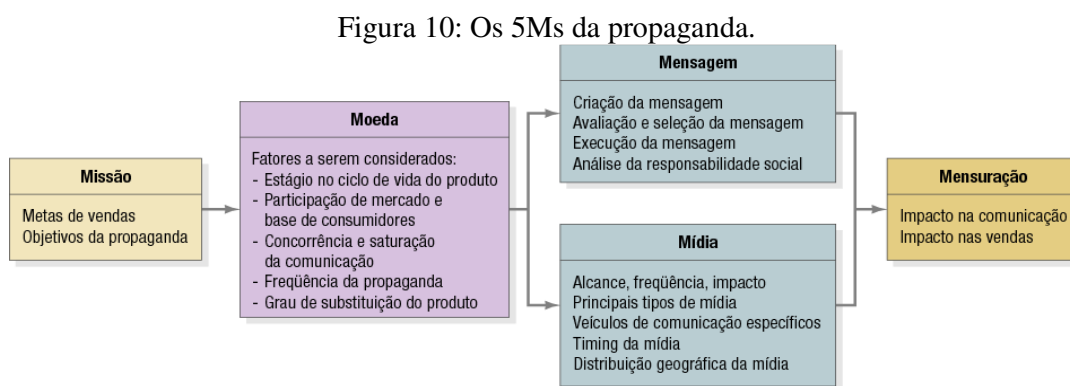 Figura 10: Os 5Ms da propaganda.
Missão
Metas de vendas
Objetivos da propaganda
Moeda
Fatores a serem considerados:
- Estágio no ciclo de vida do produto
- Participação de mercado e
base de consumidores
- Concorrência e saturação
da comunicação
- Freqüência da propaganda
- Grau de substituição do produto
Mensagem
Criação da mensagem
Avaliação e seleção da mensagem
Execução da mensagem
Análise da responsabilidade social
Mídia
Alcance, freqüência, impacto
Principais tipos de mídia
Veículos de comunicação específicos
Timing da mídia
Distribuição geográfica da mídia
Mensuração
Impacto na comunicação
Impacto nas vendas